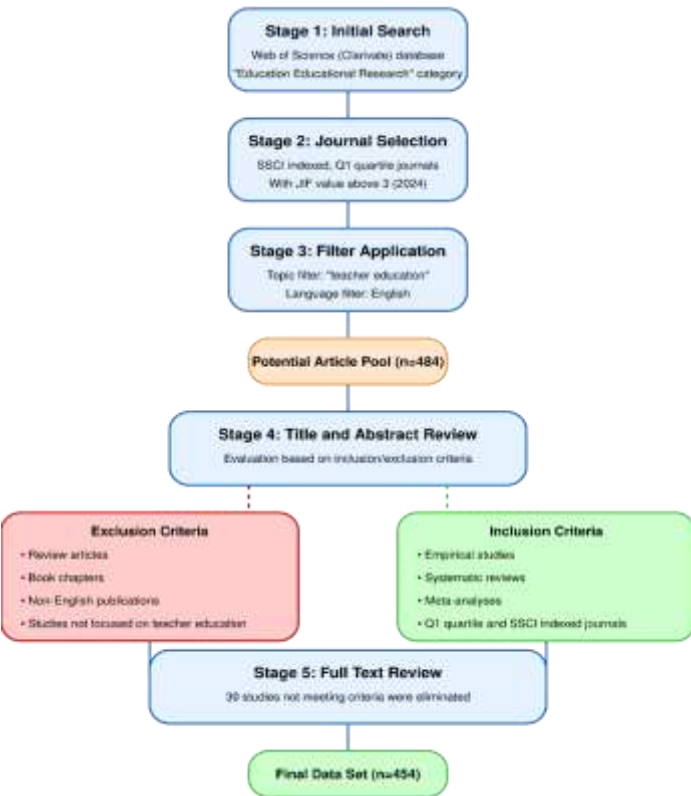 Stage 1: Initial Search
Web of Science (Clarivate) database
"Education Educational Research" category
Stage 2: Journal Selection
SSCI indexed, Q1 quartile journals
With JIF value above 3 (2024)
Stage 3: Filter Application
Topic filter: "teacher education"
Language filter: English
Potential Article Pool (n=484)
Stage 4: Title and Abstract Review
Evaluation based on inclusion/exclusion criteria
Exclusion Criteria
• Review articles
• Book chapters
• Non-English publications
• Studies not focused on teacher education
Inclusion Criteria
• Empirical studies
• Systematic reviews
• Meta-analyses
• Q1 quartile and SSCI indexed journals
Stage 5: Full Text Review
30 studies not meeting criteria were eliminated
Final Data Set (n=454)